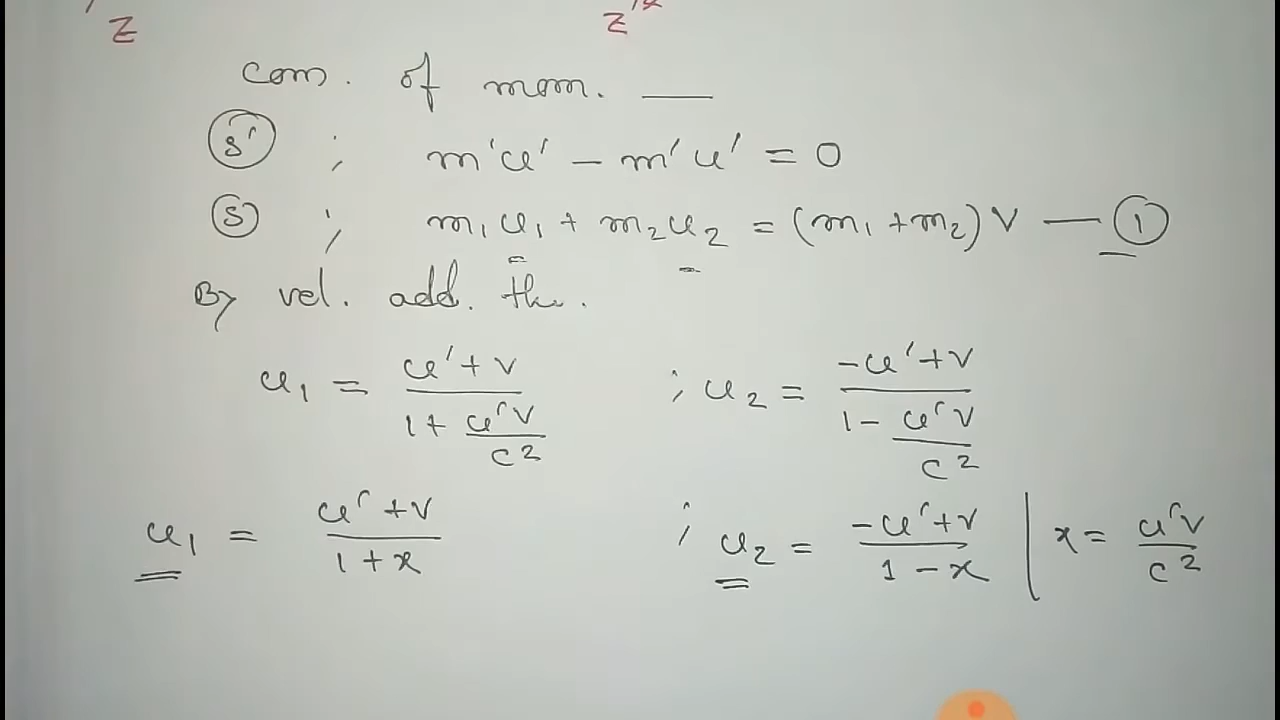 Z z'
Com. of mom. —
S' ; m'u' - m'u' = 0
S ; m₁u₁ + m₂u₂ = (m₁+m₂)v — ①
By vel. add. thm.
u₁ = (u'+v)/(1+u'v/c²) ; u₂ = (-u'+v)/(1-u'v/c²)
u₁ = (u'+v)/(1+x) ; u₂ = (-u'+v)/(1-x) | x = u'v/c²